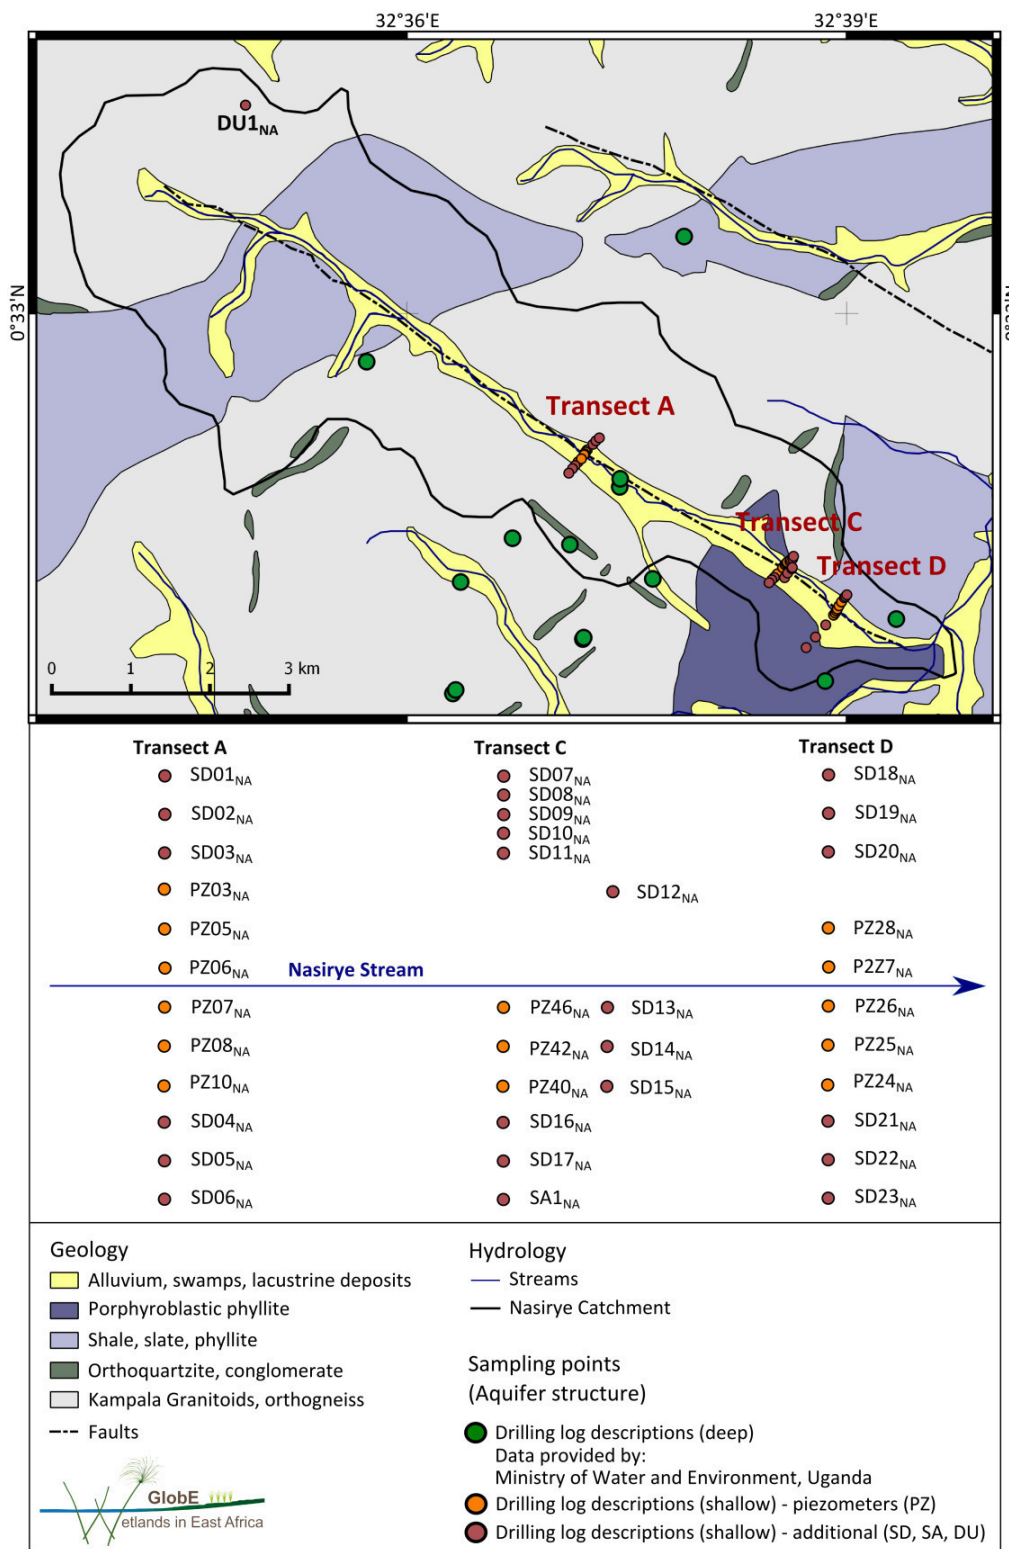 32°36'E
32°39'E
DU1NA
0°33'N
Transect A
Transect C
Transect D
0 1 2 3 km
Transect A
Transect C
Transect D
SD01NA
SD07NA
SD18NA
SD08NA
SD02NA
SD09NA
SD19NA
SD10NA
SD03NA
SD11NA
SD20NA
PZ03NA
SD12NA
PZ05NA
PZ28NA
PZ06NA
Nasirye Stream
P2Z7NA
PZ07NA
PZ46NA
SD13NA
PZ26NA
PZ08NA
PZ42NA
SD14NA
PZ25NA
PZ10NA
PZ40NA
SD15NA
PZ24NA
SD04NA
SD16NA
SD21NA
SD05NA
SD17NA
SD22NA
SD06NA
SA1NA
SD23NA
Geology
Alluvium, swamps, lacustrine deposits
Porphyroblastic phyllite
Shale, slate, phyllite
Orthoquartzite, conglomerate
Kampala Granitoids, orthogneiss
Faults
GlobE
etlands in East Africa
Hydrology
Streams
Nasirye Catchment
Sampling points
(Aquifer structure)
Drilling log descriptions (deep)
Data provided by:
Ministry of Water and Environment, Uganda
Drilling log descriptions (shallow) - piezometers (PZ)
Drilling log descriptions (shallow) - additional (SD, SA, DU)